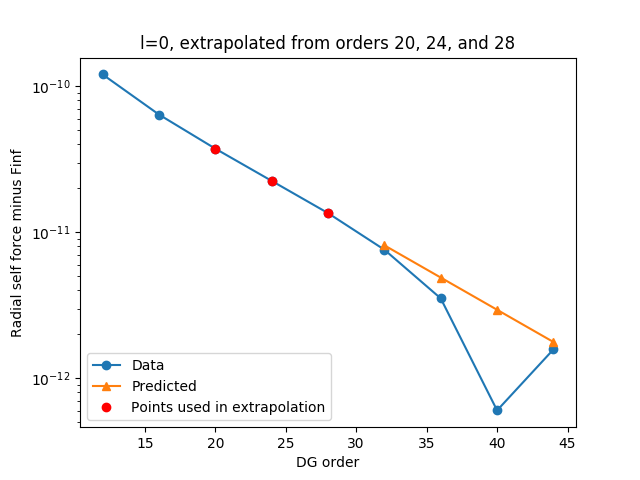 l=0, extrapolated from orders 20, 24, and 28
Radial self force minus Finf
10⁻¹⁰
10⁻¹¹
10⁻¹²
Data
Predicted
Points used in extrapolation
15 20 25 30 35 40 45
DG order